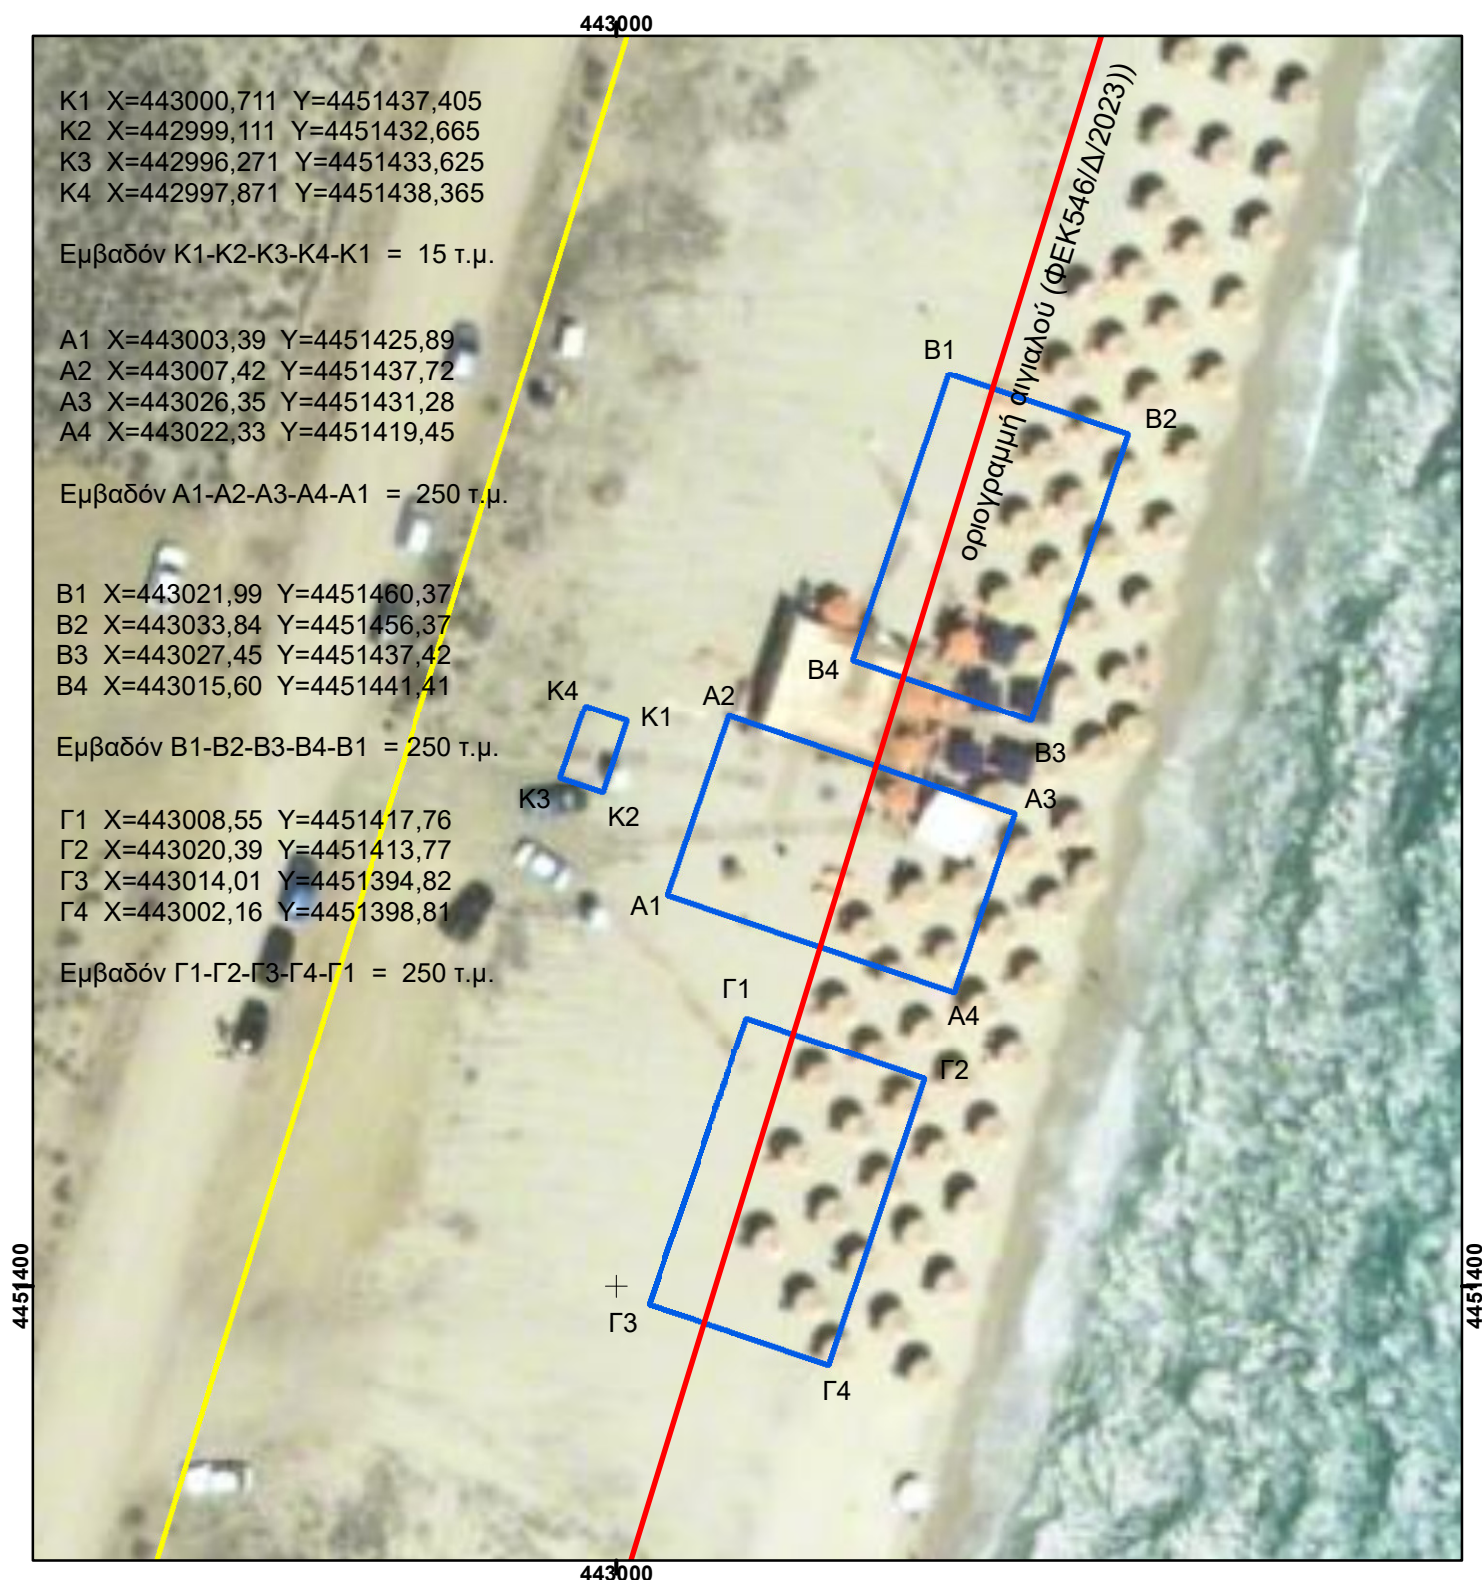 443000
K1 X=443000,711 Y=4451437,405
K2 X=442999,111 Y=4451432,665
K3 X=442996,271 Y=4451433,625
K4 X=442997,871 Y=4451438,365
Εμβαδόν K1-K2-K3-K4-K1 = 15 τ.μ.
A1 X=443003,39 Y=4451425,89
A2 X=443007,42 Y=4451437,72
A3 X=443026,35 Y=4451431,28
A4 X=443022,33 Y=4451419,45
Εμβαδόν A1-A2-A3-A4-A1 = 250 τ.μ.
B1 X=443021,99 Y=4451460,37
B2 X=443033,84 Y=4451456,37
B3 X=443027,45 Y=4451437,42
B4 X=443015,60 Y=4451441,41
Εμβαδόν B1-B2-B3-B4-B1 = 250 τ.μ.
Γ1 X=443008,55 Y=4451417,76
Γ2 X=443020,39 Y=4451413,77
Γ3 X=443014,01 Y=4451394,82
Γ4 X=443002,16 Y=4451398,81
Εμβαδόν Γ1-Γ2-Γ3-Γ4-Γ1 = 250 τ.μ.
οριογραμμή αιγιαλού (ΦΕΚ546/Δ/2023))
B1
B2
B4
B3
K4
K1
K3
K2
A2
A3
A1
A4
Γ1
Γ2
Γ3
Γ4
4451400
4451400
443000